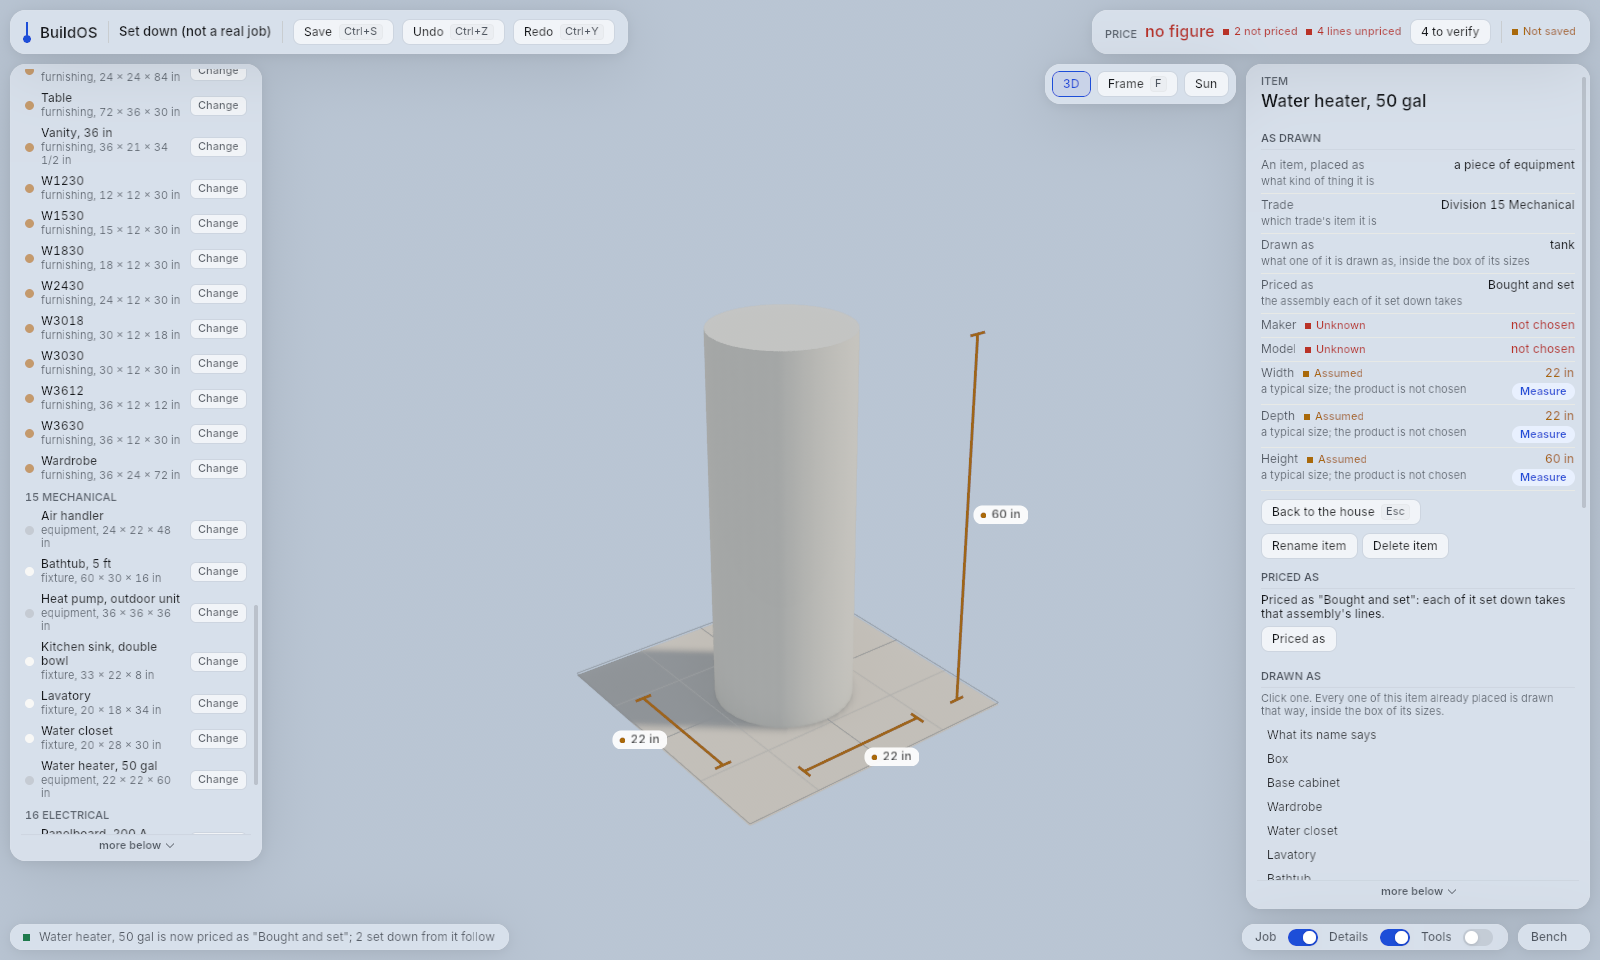 BuildOS
Set down (not a real job)
Save Ctrl+S
Undo Ctrl+Z
Redo Ctrl+Y
PRICE no figure
2 not priced
4 lines unpriced
4 to verify
Not saved
furnishing, 24 × 24 × 84 in
Change
Table
furnishing, 72 × 36 × 30 in
Change
Vanity, 36 in
furnishing, 36 × 21 × 34
1/2 in
Change
W1230
furnishing, 12 × 12 × 30 in
Change
W1530
furnishing, 15 × 12 × 30 in
Change
W1830
furnishing, 18 × 12 × 30 in
Change
W2430
furnishing, 24 × 12 × 30 in
Change
W3018
furnishing, 30 × 12 × 18 in
Change
W3030
furnishing, 30 × 12 × 30 in
Change
W3612
furnishing, 36 × 12 × 12 in
Change
W3630
furnishing, 36 × 12 × 30 in
Change
Wardrobe
furnishing, 36 × 24 × 72 in
Change
15 MECHANICAL
Air handler
equipment, 24 × 22 × 48
in
Change
Bathtub, 5 ft
fixture, 60 × 30 × 16 in
Change
Heat pump, outdoor unit
equipment, 36 × 36 × 36
in
Change
Kitchen sink, double
bowl
fixture, 33 × 22 × 8 in
Change
Lavatory
fixture, 20 × 18 × 34 in
Change
Water closet
fixture, 20 × 28 × 30 in
Change
Water heater, 50 gal
equipment, 22 × 22 × 60
in
Change
16 ELECTRICAL
Panelboard, 200 A
more below
3D
Frame F
Sun
60 in
22 in
22 in
ITEM
Water heater, 50 gal
AS DRAWN
An item, placed as a piece of equipment
what kind of thing it is
Trade Division 15 Mechanical
which trade's item it is
Drawn as tank
what one of it is drawn as, inside the box of its sizes
Priced as Bought and set
the assembly each of it set down takes
Maker Unknown not chosen
Model Unknown not chosen
Width Assumed 22 in
a typical size; the product is not chosen Measure
Depth Assumed 22 in
a typical size; the product is not chosen Measure
Height Assumed 60 in
a typical size; the product is not chosen Measure
Back to the house Esc
Rename item
Delete item
PRICED AS
Priced as "Bought and set": each of it set down takes
that assembly's lines.
Priced as
DRAWN AS
Click one. Every one of this item already placed is drawn
that way, inside the box of its sizes.
What its name says
Box
Base cabinet
Wardrobe
Water closet
Lavatory
Bathtub
more below
Water heater, 50 gal is now priced as "Bought and set"; 2 set down from it follow
Job
Details
Tools
Bench